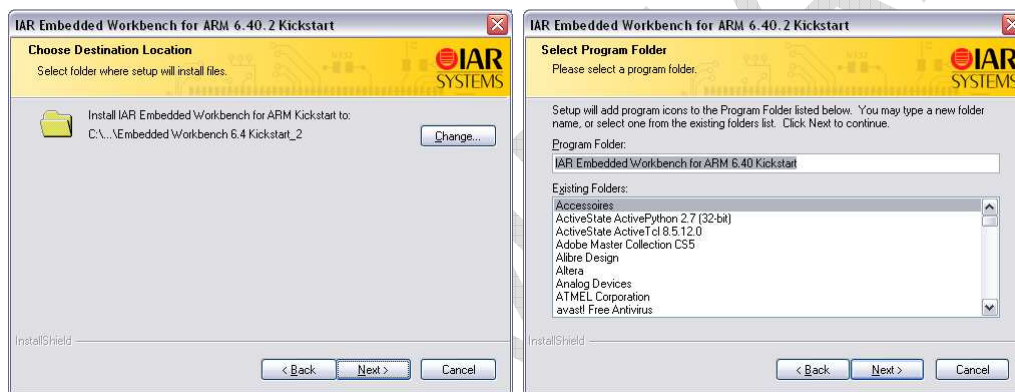 IAR Embedded Workbench for ARM 6.40.2 Kickstart
Choose Destination Location
Select folder where setup will install files.
IAR
SYSTEMS
Install IAR Embedded Workbench for ARM Kickstart to:
C:\...\Embedded Workbench 6.4 Kickstart_2
Change...
InstallShield
< Back
Next >
Cancel
IAR Embedded Workbench for ARM 6.40.2 Kickstart
Select Program Folder
Please select a program folder.
IAR
SYSTEMS
Setup will add program icons to the Program Folder listed below. You may type a new folder
name, or select one from the existing folders list. Click Next to continue.
Program Folder:
IAR Embedded Workbench for ARM 6.40 Kickstart
Existing Folders:
Accessoires
ActiveState ActivePython 2.7 (32-bit)
ActiveState ActiveTcl 8.5.12.0
Adobe Master Collection CS5
Alibre Design
Altera
Analog Devices
ATMEL Corporation
avast! Free Antivirus
InstallShield
< Back
Next >
Cancel